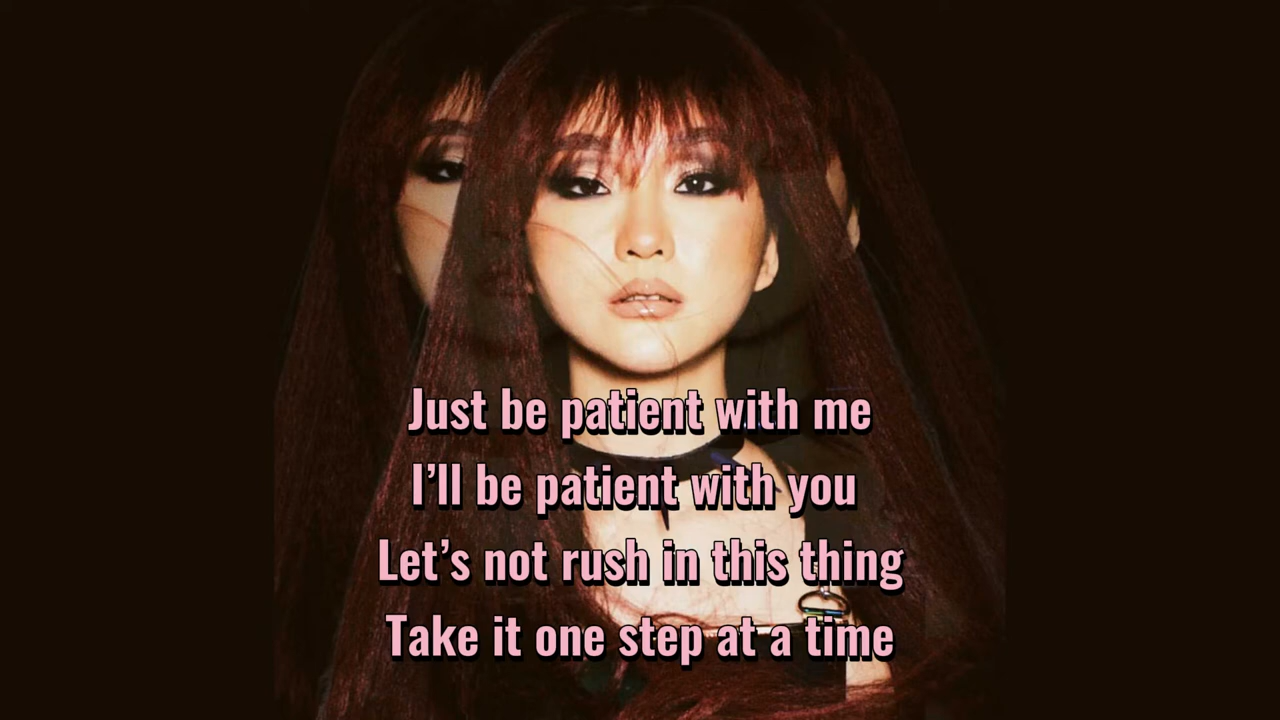 Just be patient with me
I’ll be patient with you
Let’s not rush in this thing
Take it one step at a time